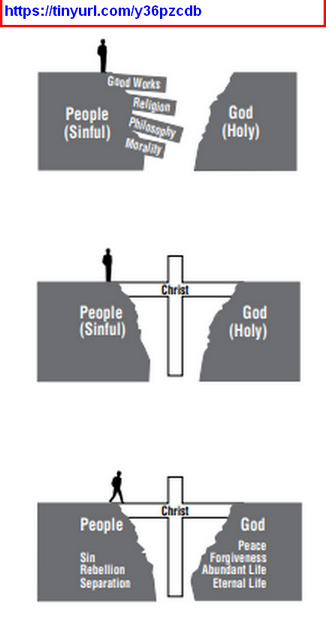 https://tinyurl.com/y36pzcdb
Good Works
Religion
Philosophy
Morality
People
(Sinful)
God
(Holy)
Christ
People
(Sinful)
God
(Holy)
Christ
People
Sin
Rebellion
Separation
God
Peace
Forgiveness
Abundant Life
Eternal Life